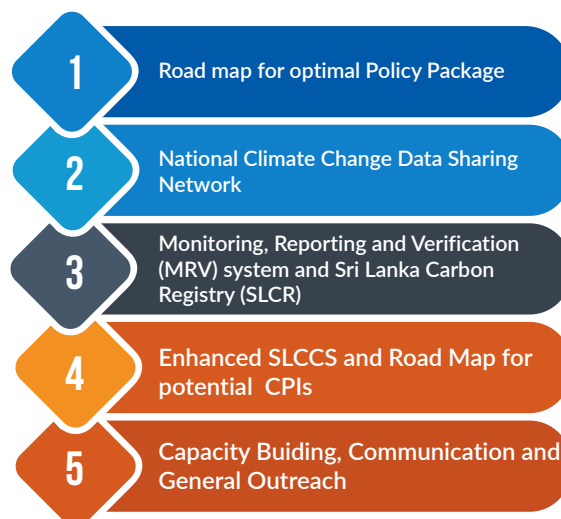 1
Road map for optimal Policy Package
2
National Climate Change Data Sharing
Network
3
Monitoring, Reporting and Verification
(MRV) system and Sri Lanka Carbon
Registry (SLCR)
4
Enhanced SLCCS and Road Map for
potential CPIs
5
Capacity Buiding, Communication and
General Outreach